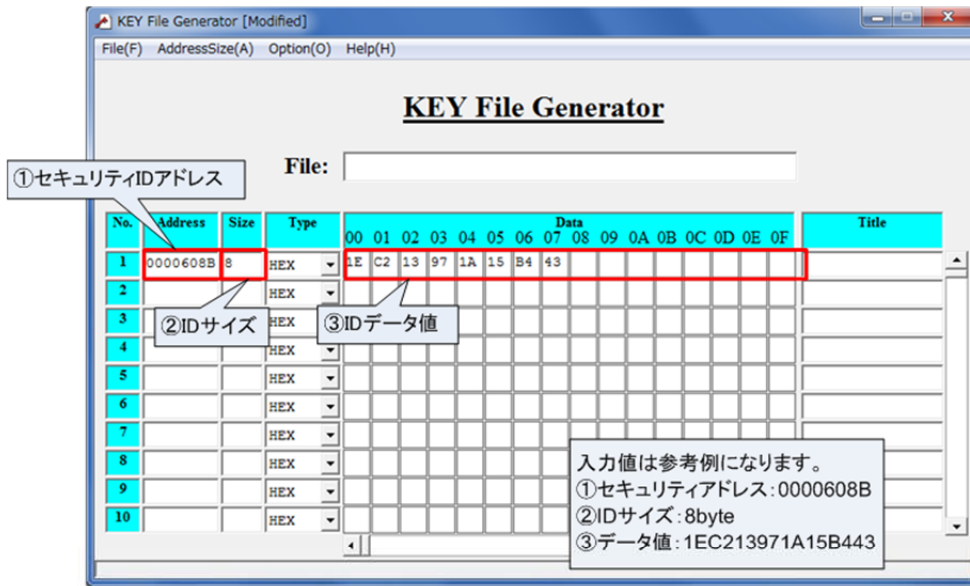 KEY File Generator [Modified]
File(F) AddressSize(A) Option(O) Help(H)
KEY File Generator
File:
①セキュリティIDアドレス
No. Address Size Type Data Title
00 01 02 03 04 05 06 07 08 09 0A 0B 0C 0D 0E 0F
1 0000608B 8 HEX 1E C2 13 97 1A 15 B4 43
2 HEX
②IDサイズ
③IDデータ値
3 HEX
4 HEX
5 HEX
6 HEX
7 HEX
8 HEX
9 HEX
10 HEX
入力値は参考例になります。
①セキュリティアドレス:0000608B
②IDサイズ:8byte
③データ値:1EC213971A15B443